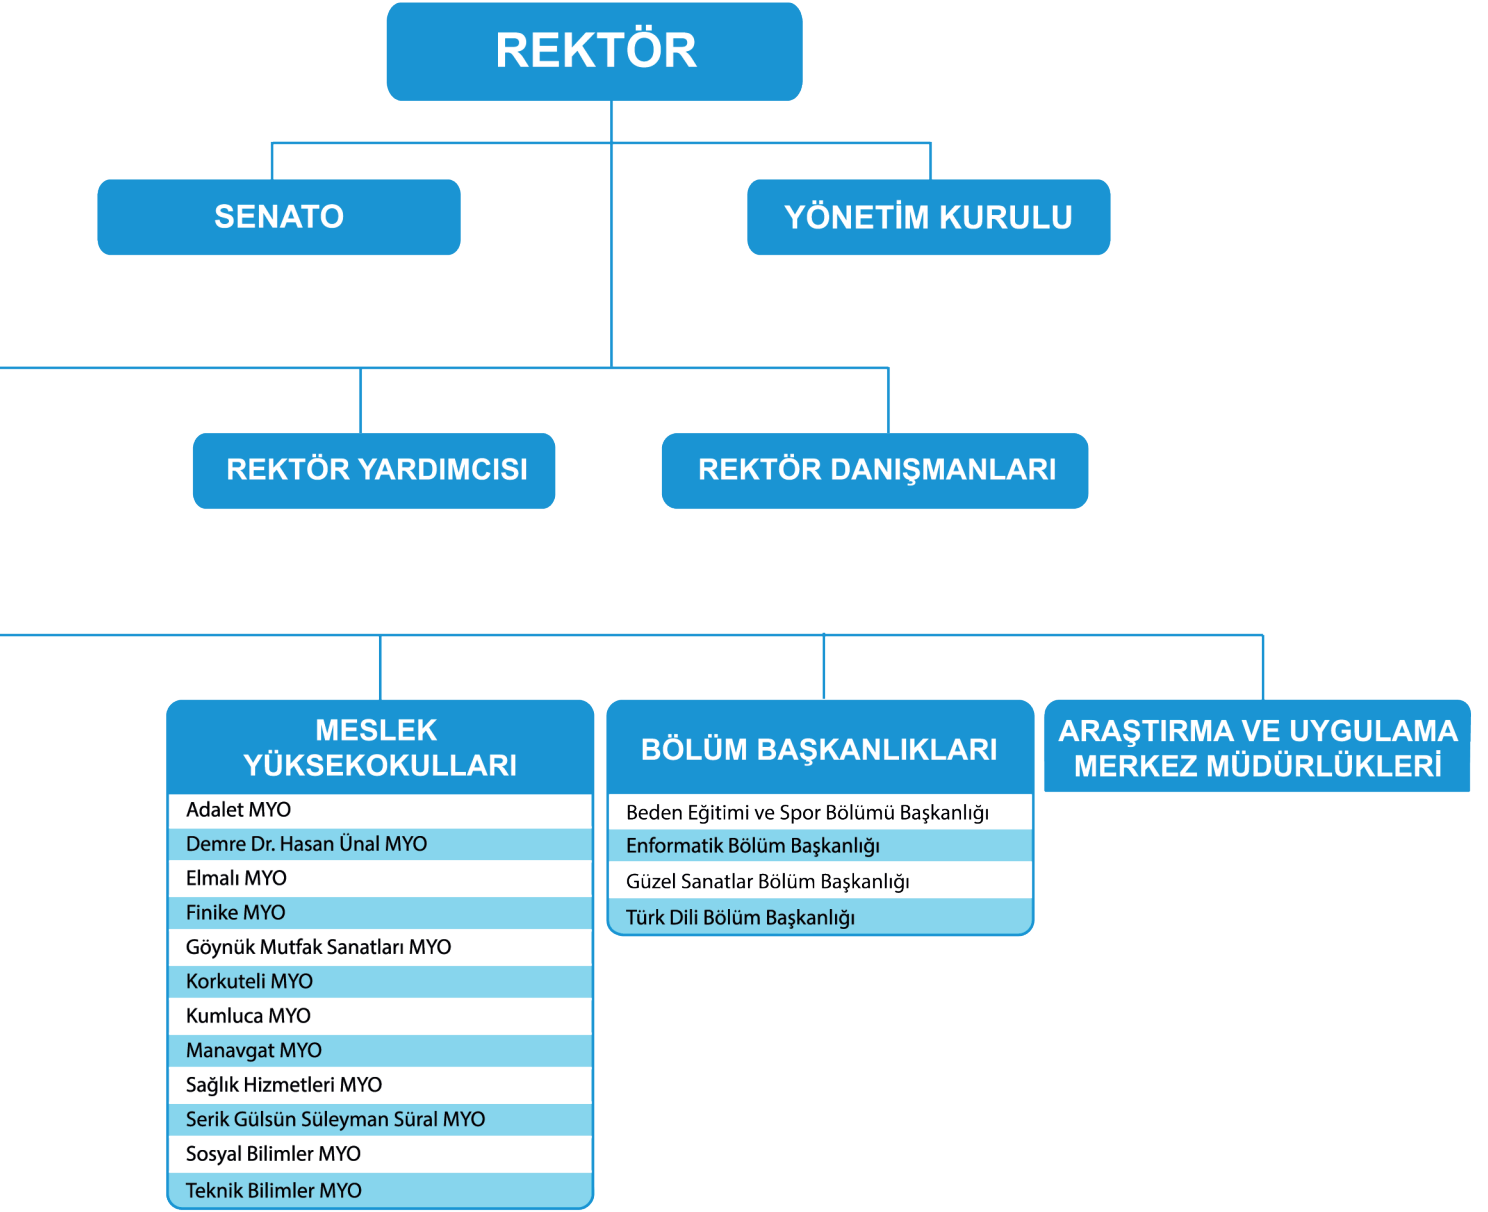 REKTÖR
SENATO
YÖNETİM KURULU
REKTÖR YARDIMCISI
REKTÖR DANIŞMANLARI
MESLEK
YÜKSEKOKULLARI
Adalet MYO
Demre Dr. Hasan Ünal MYO
Elmalı MYO
Finike MYO
Göynük Mutfak Sanatları MYO
Korkuteli MYO
Kumluca MYO
Manavgat MYO
Sağlık Hizmetleri MYO
Serik Gülsün Süleyman Süral MYO
Sosyal Bilimler MYO
Teknik Bilimler MYO
BÖLÜM BAŞKANLIKLARI
Beden Eğitimi ve Spor Bölümü Başkanlığı
Enformatik Bölüm Başkanlığı
Güzel Sanatlar Bölüm Başkanlığı
Türk Dili Bölüm Başkanlığı
ARAŞTIRMA VE UYGULAMA
MERKEZ MÜDÜRLÜKLERİ